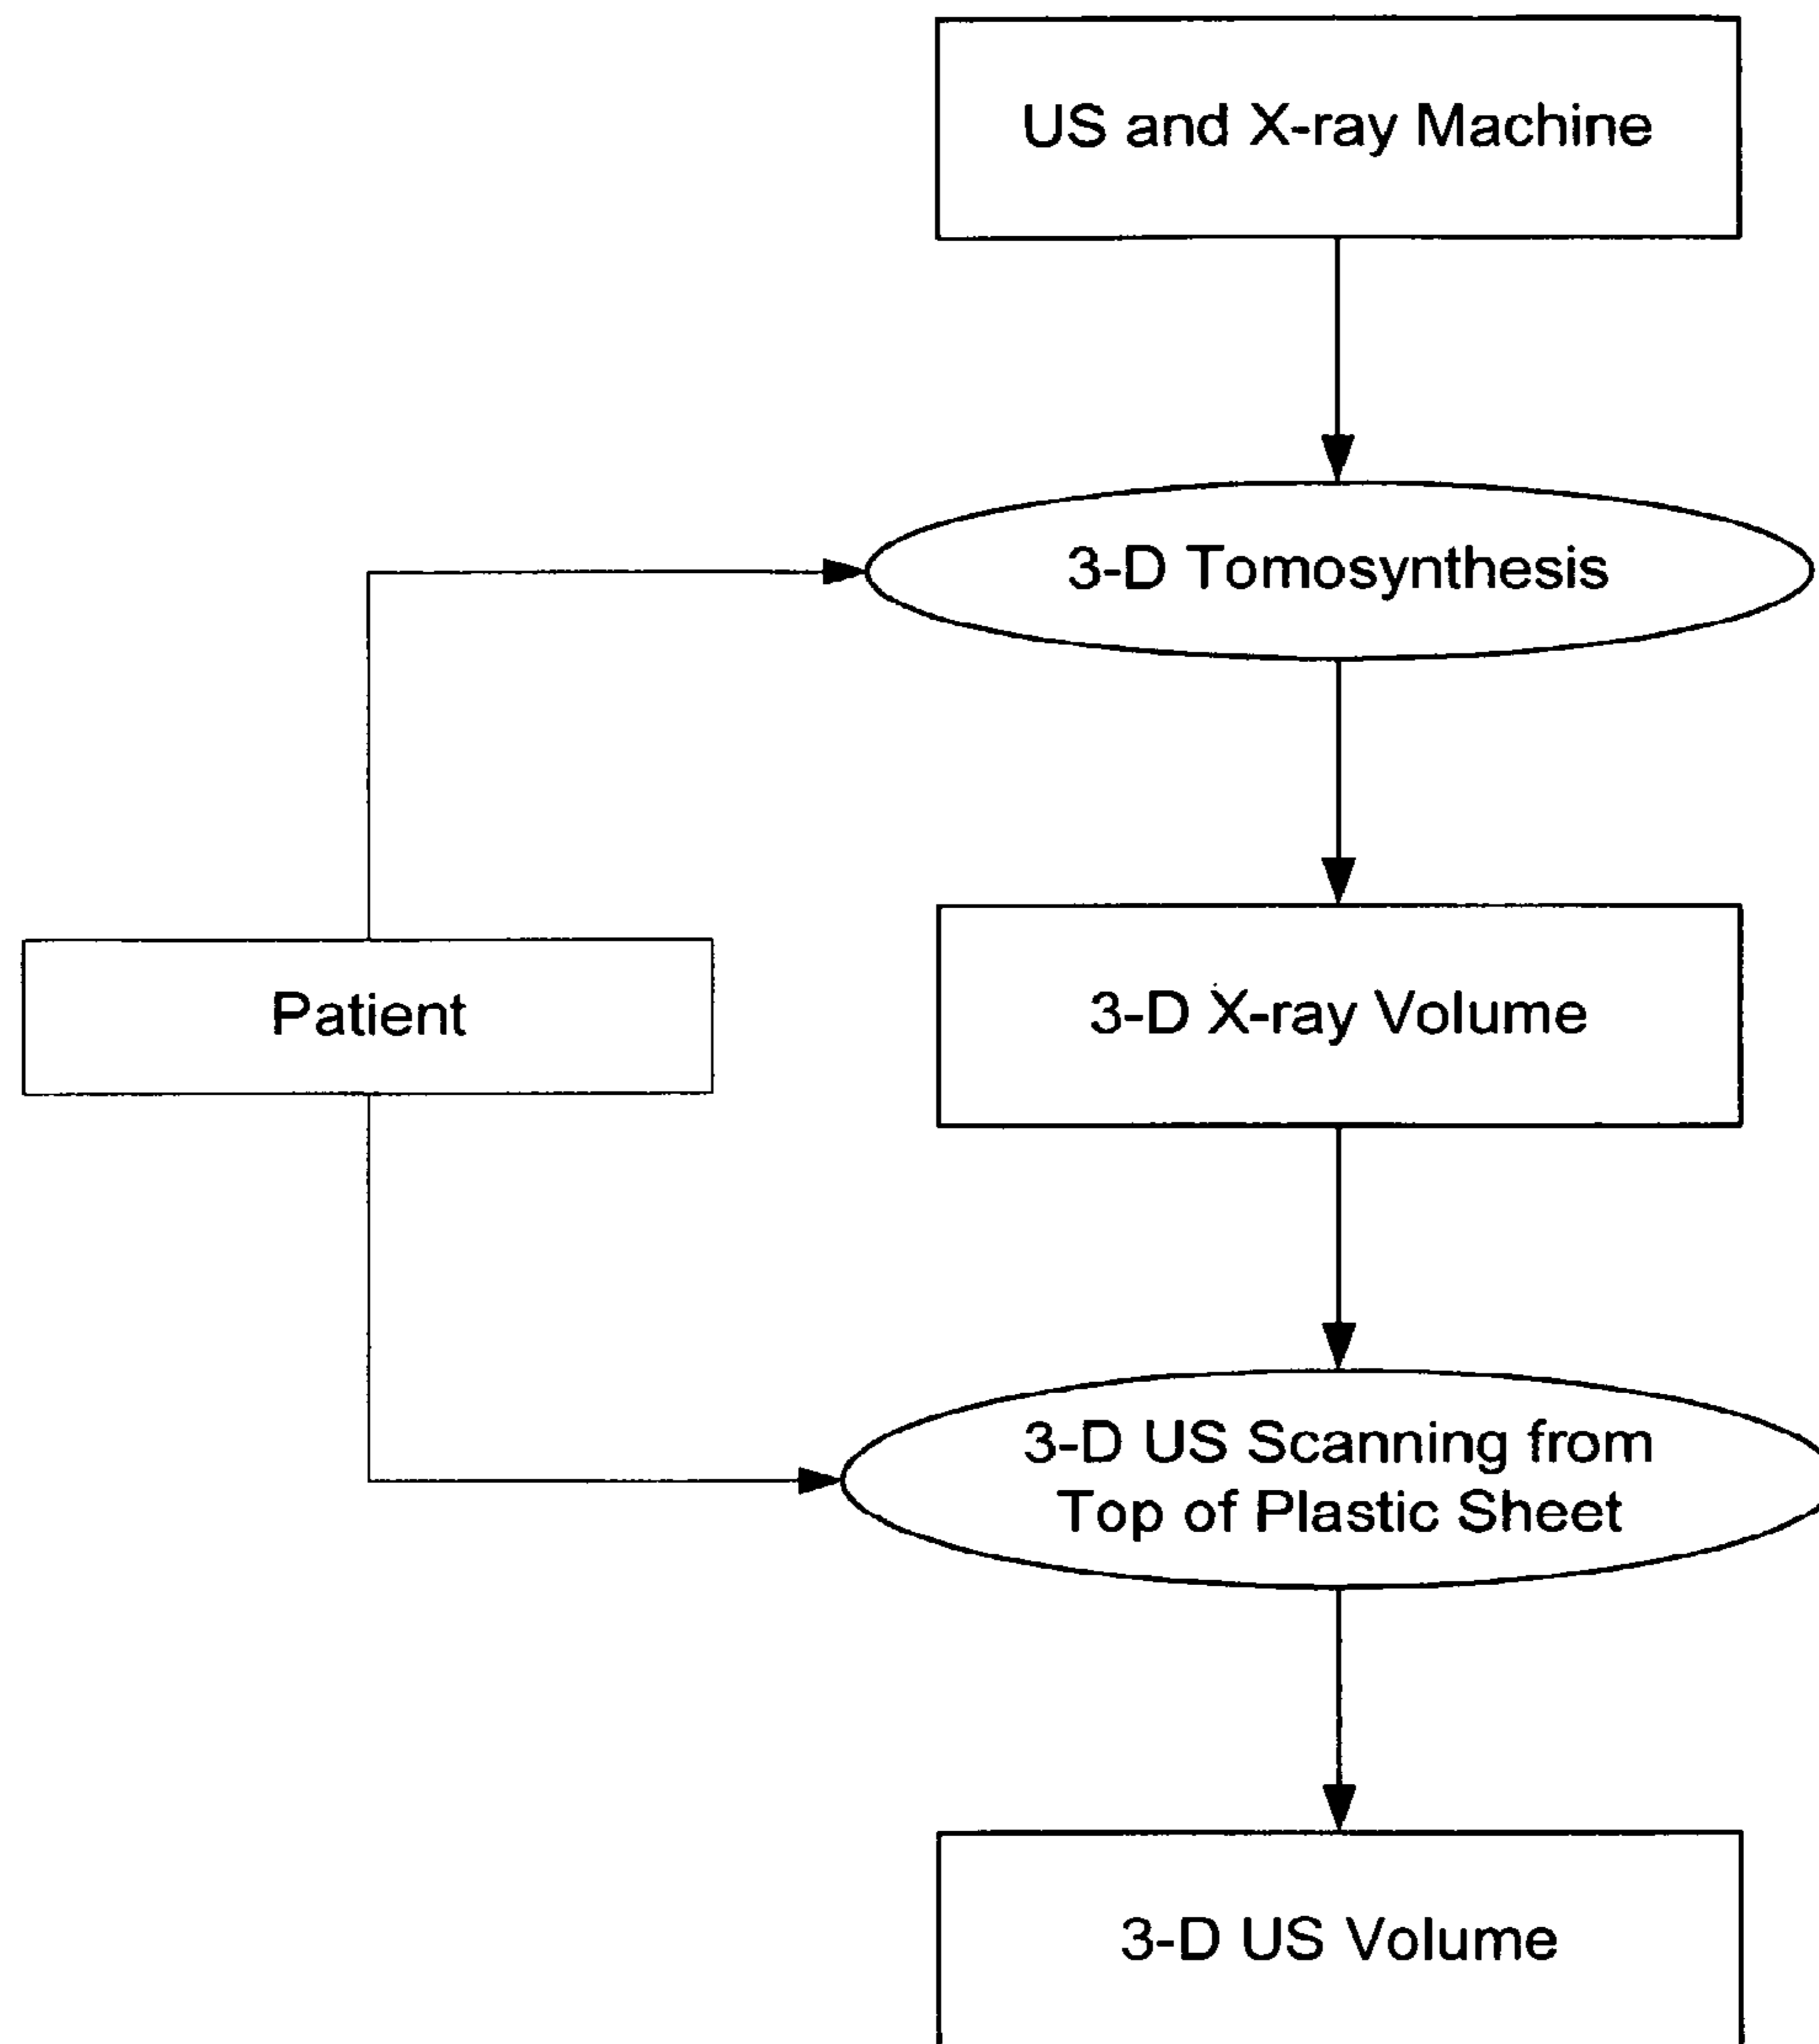 US and X-ray Machine
3-D Tomosynthesis
Patient
3-D X-ray Volume
3-D US Scanning from
Top of Plastic Sheet
3-D US Volume